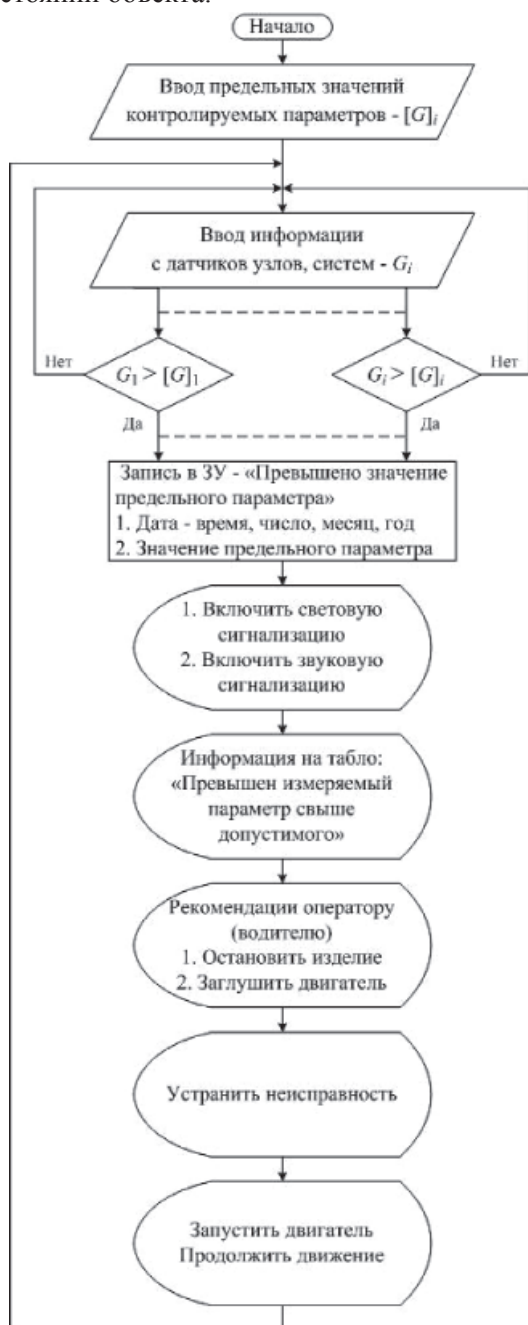 Начало
Ввод предельных значений
контролируемых параметров - [G]i
Ввод информации
с датчиков узлов, систем - Gi
Нет
G1 > [G]1
Gi > [G]i
Нет
Да
Да
Запись в ЗУ - «Превышено значение
предельного параметра»
1. Дата - время, число, месяц, год
2. Значение предельного параметра
1. Включить световую
сигнализацию
2. Включить звуковую
сигнализацию
Информация на табло:
«Превышен измеряемый
параметр свыше
допустимого»
Рекомендации оператору
(водителю)
1. Остановить изделие
2. Заглушить двигатель
Устранить неисправность
Запустить двигатель
Продолжить движение